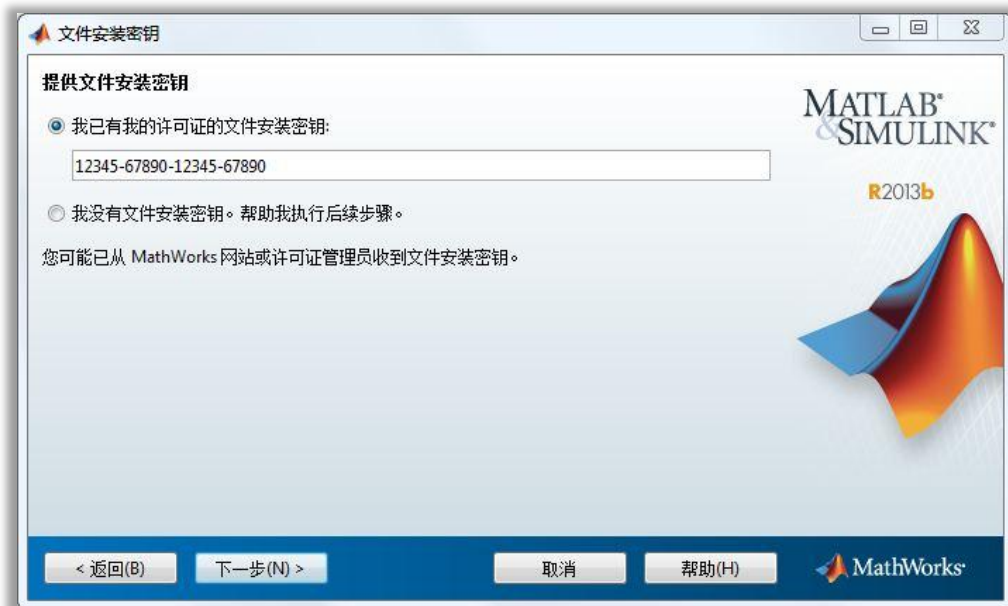 文件安装密钥
提供文件安装密钥
我已有我的许可证的文件安装密钥:
12345-67890-12345-67890
我没有文件安装密钥。帮助我执行后续步骤。
您可能已从 MathWorks 网站或许可证管理员收到文件安装密钥。
MATLAB®
&SIMULINK®
R2013b
< 返回(B)
下一步(N) >
取消
帮助(H)
MathWorks®